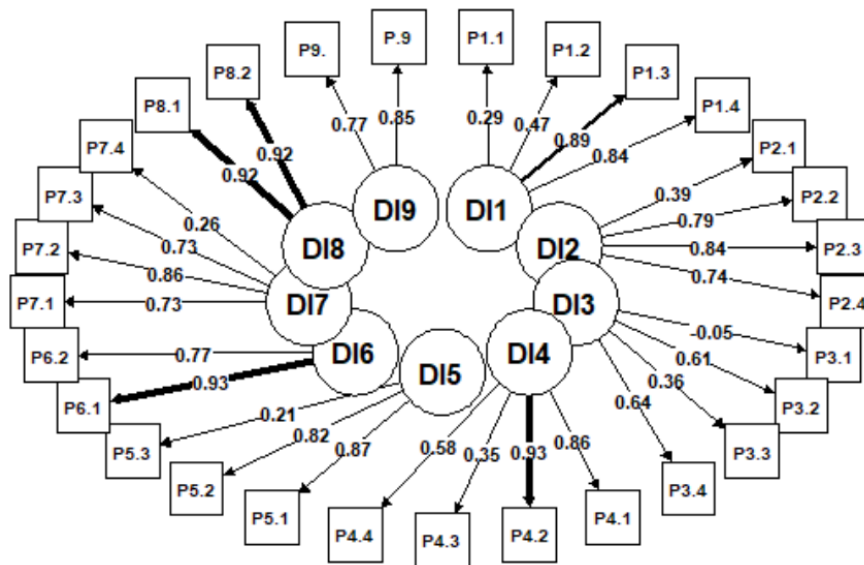 P9.
P.9
P1.1
P1.2
P1.3
P1.4
P2.1
P2.2
P2.3
P2.4
P3.1
P3.2
P3.3
P3.4
P4.1
P4.2
P4.3
P4.4
P5.1
P5.2
P5.3
P6.1
P6.2
P7.1
P7.2
P7.3
P7.4
P8.1
P8.2
0.77
0.85
0.29
0.47
0.89
0.84
0.39
0.79
0.84
0.74
-0.05
0.61
0.36
0.64
0.86
0.93
0.35
0.58
0.87
0.82
0.21
0.93
0.77
0.73
0.86
0.73
0.26
0.92
0.92
DI9
DI1
DI2
DI3
DI4
DI5
DI6
DI7
DI8